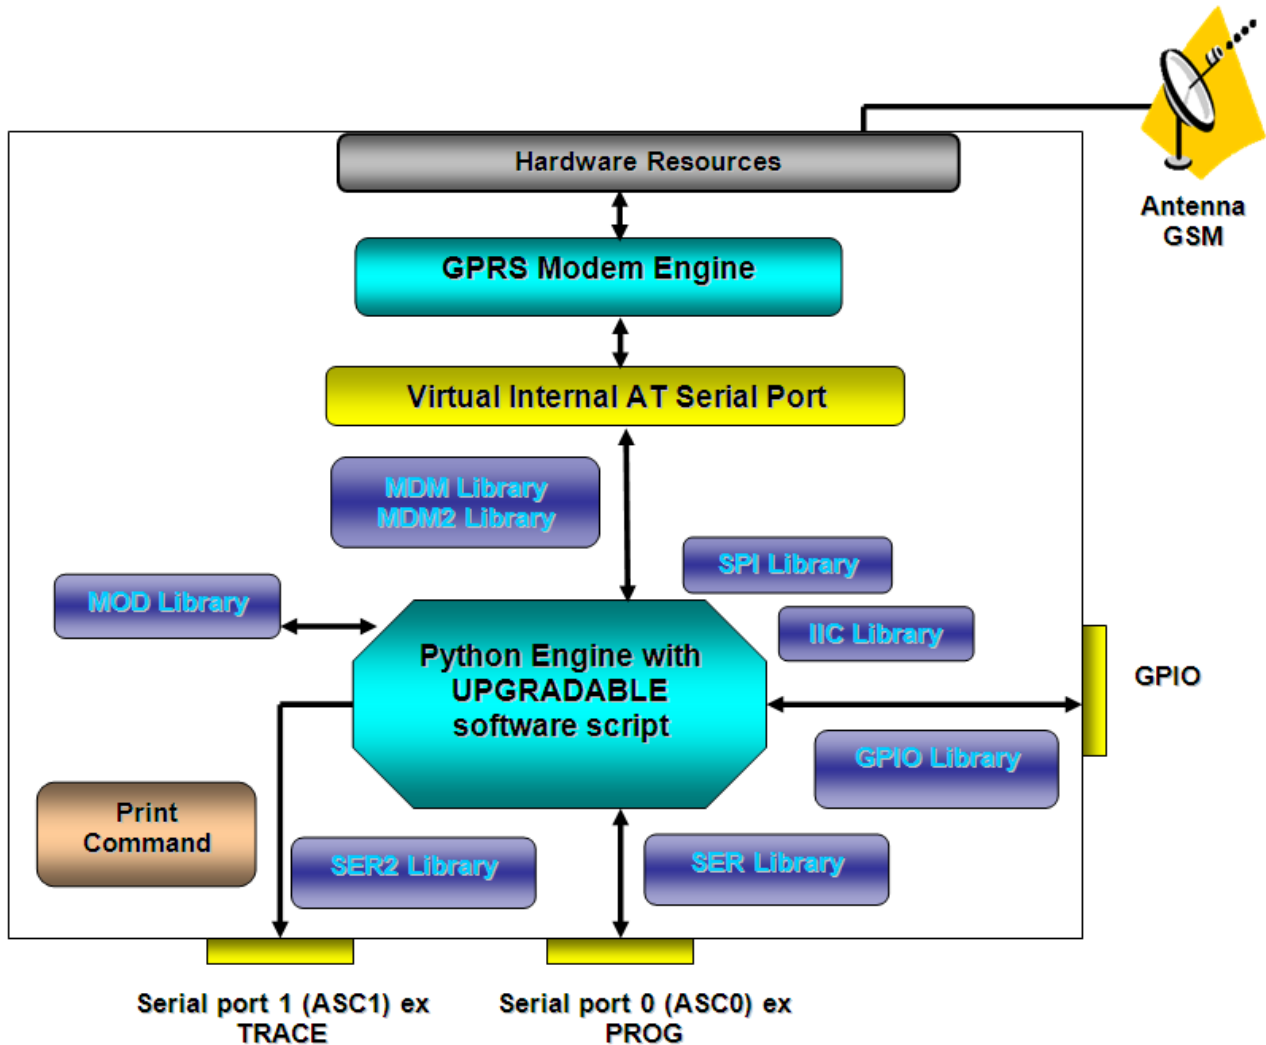 Hardware Resources
Antenna
GSM
GPRS Modem Engine
Virtual Internal AT Serial Port
MDM Library
MDM2 Library
SPI Library
MOD Library
IIC Library
Python Engine with
UPGRADABLE
software script
GPIO
GPIO Library
Print
Command
SER2 Library
SER Library
Serial port 1 (ASC1) ex
TRACE
Serial port 0 (ASC0) ex
PROG